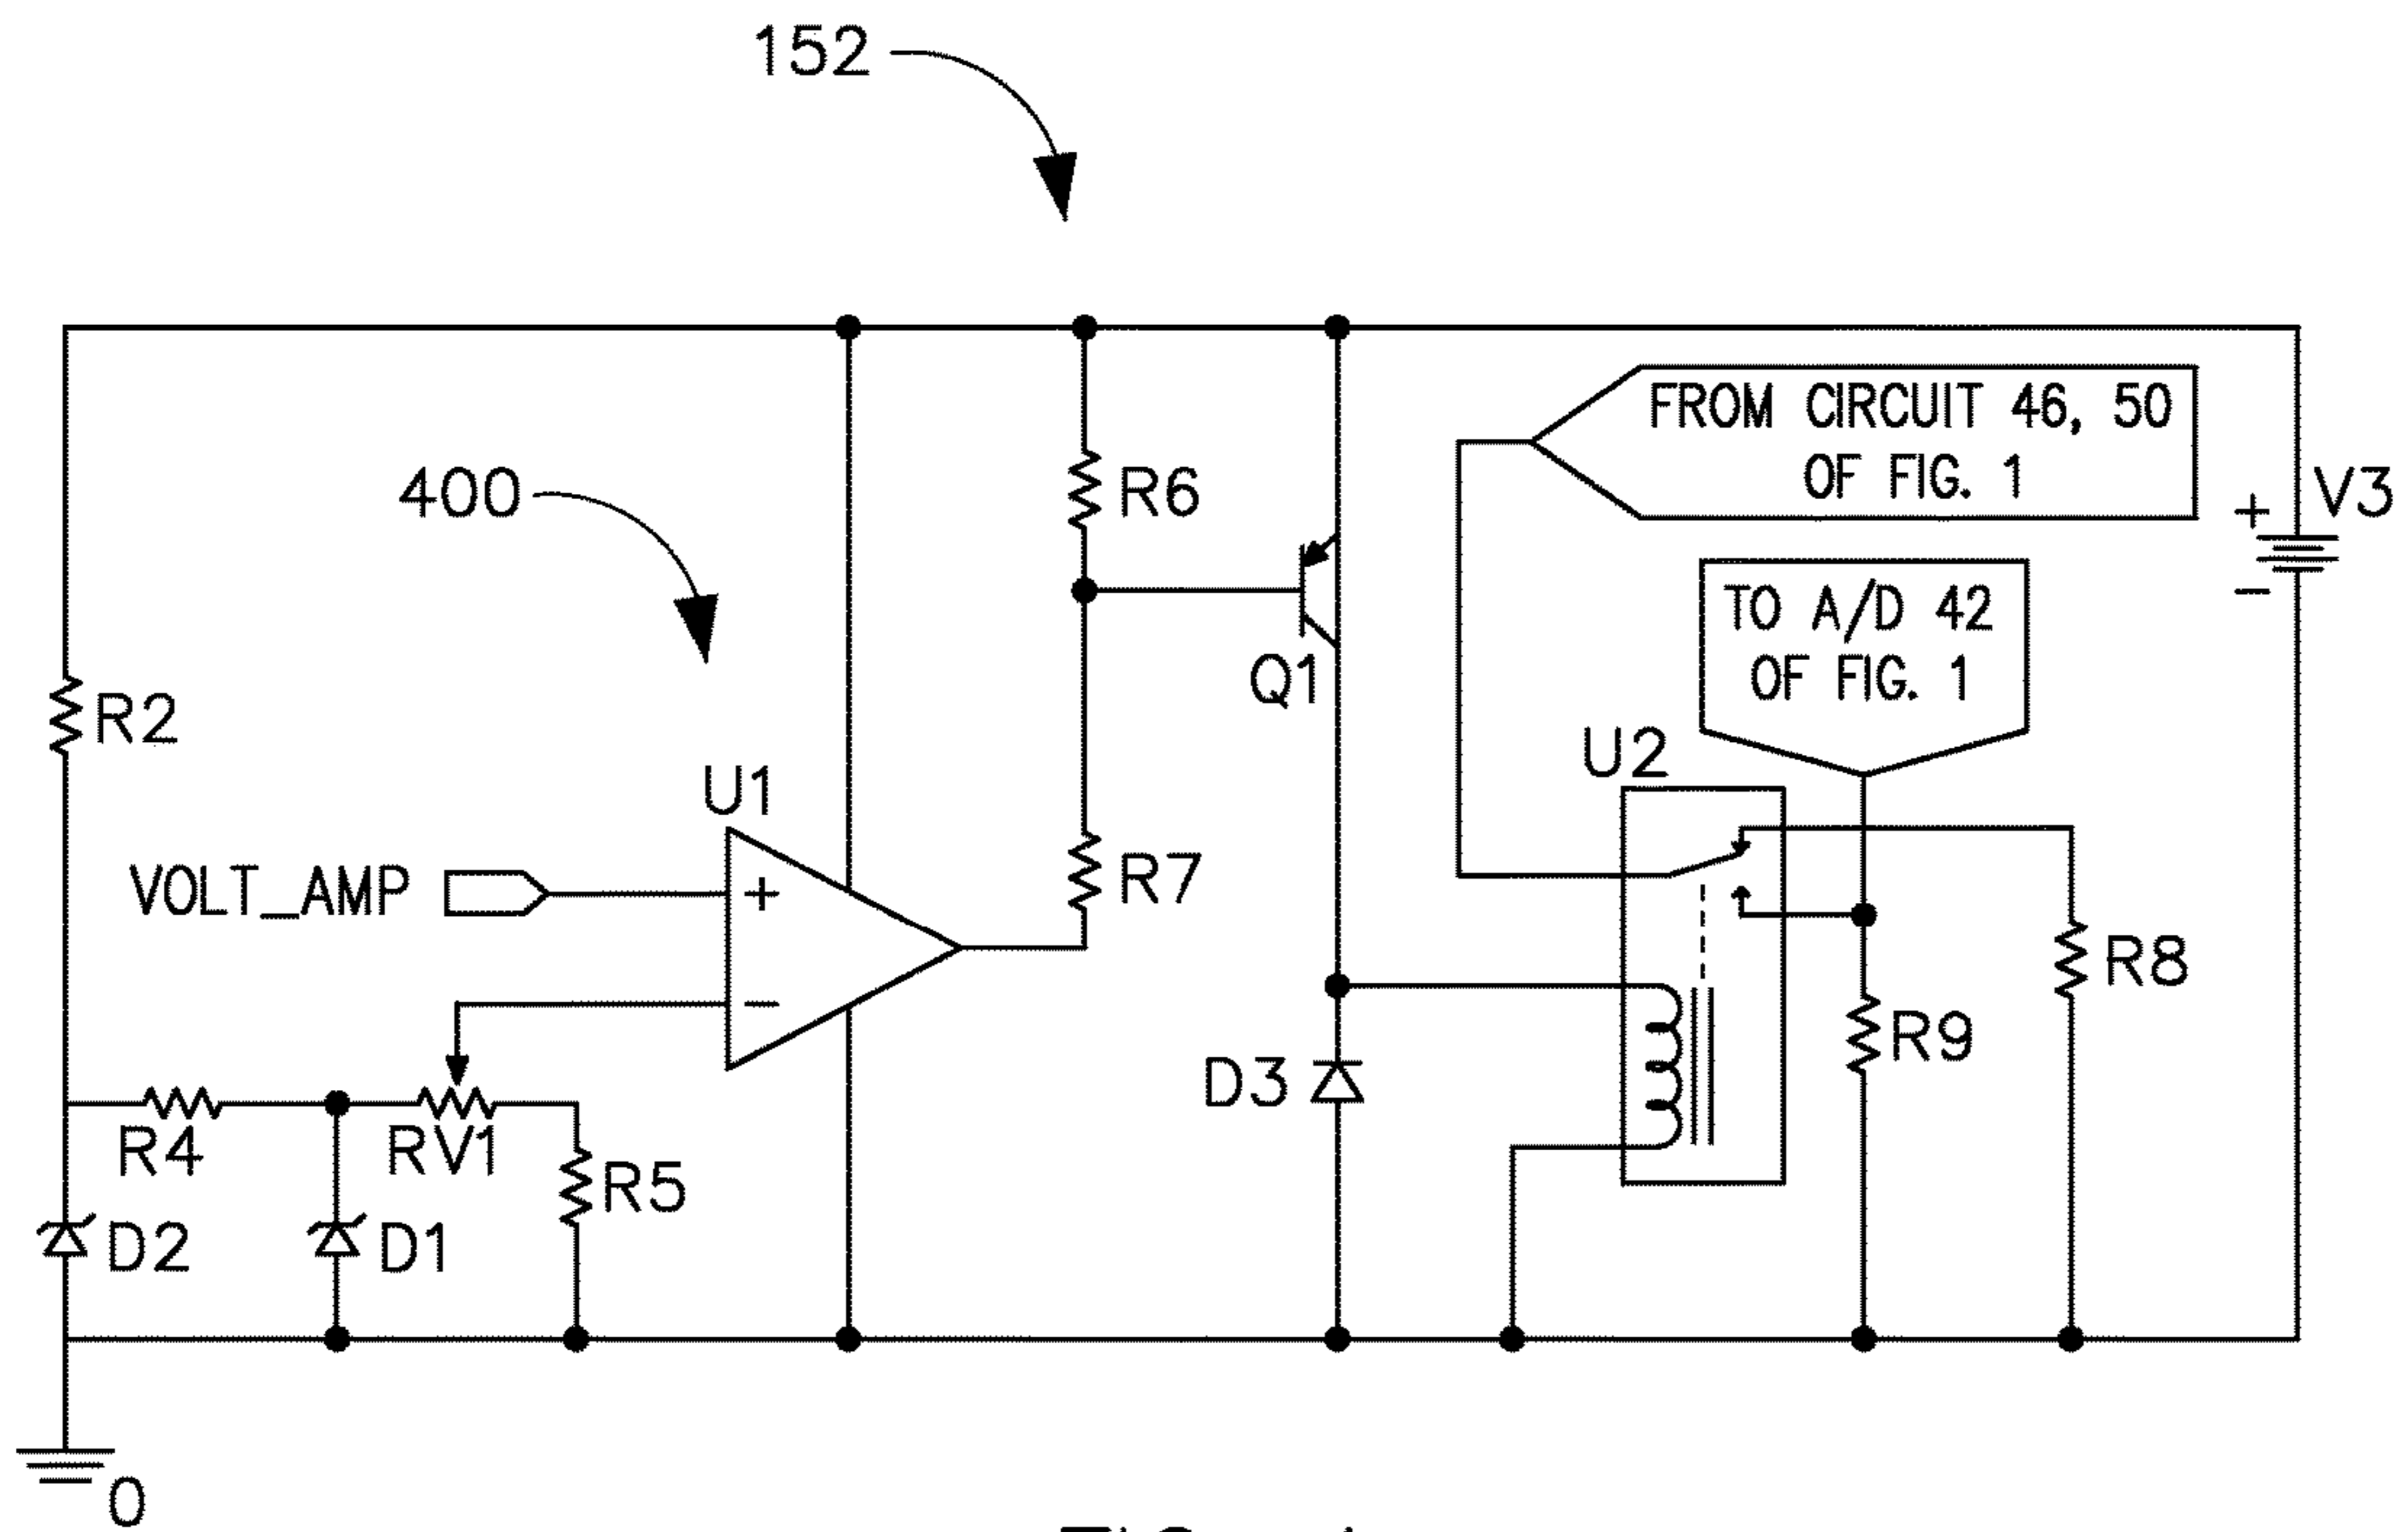 152
FROM CIRCUIT 46, 50
OF FIG. 1
V3
+
-
400
R6
TO A/D 42
OF FIG. 1
Q1
R2
U2
U1
VOLT_AMP
+
-
R7
R8
R9
D3
R4
RV1
R5
D2
D1
0